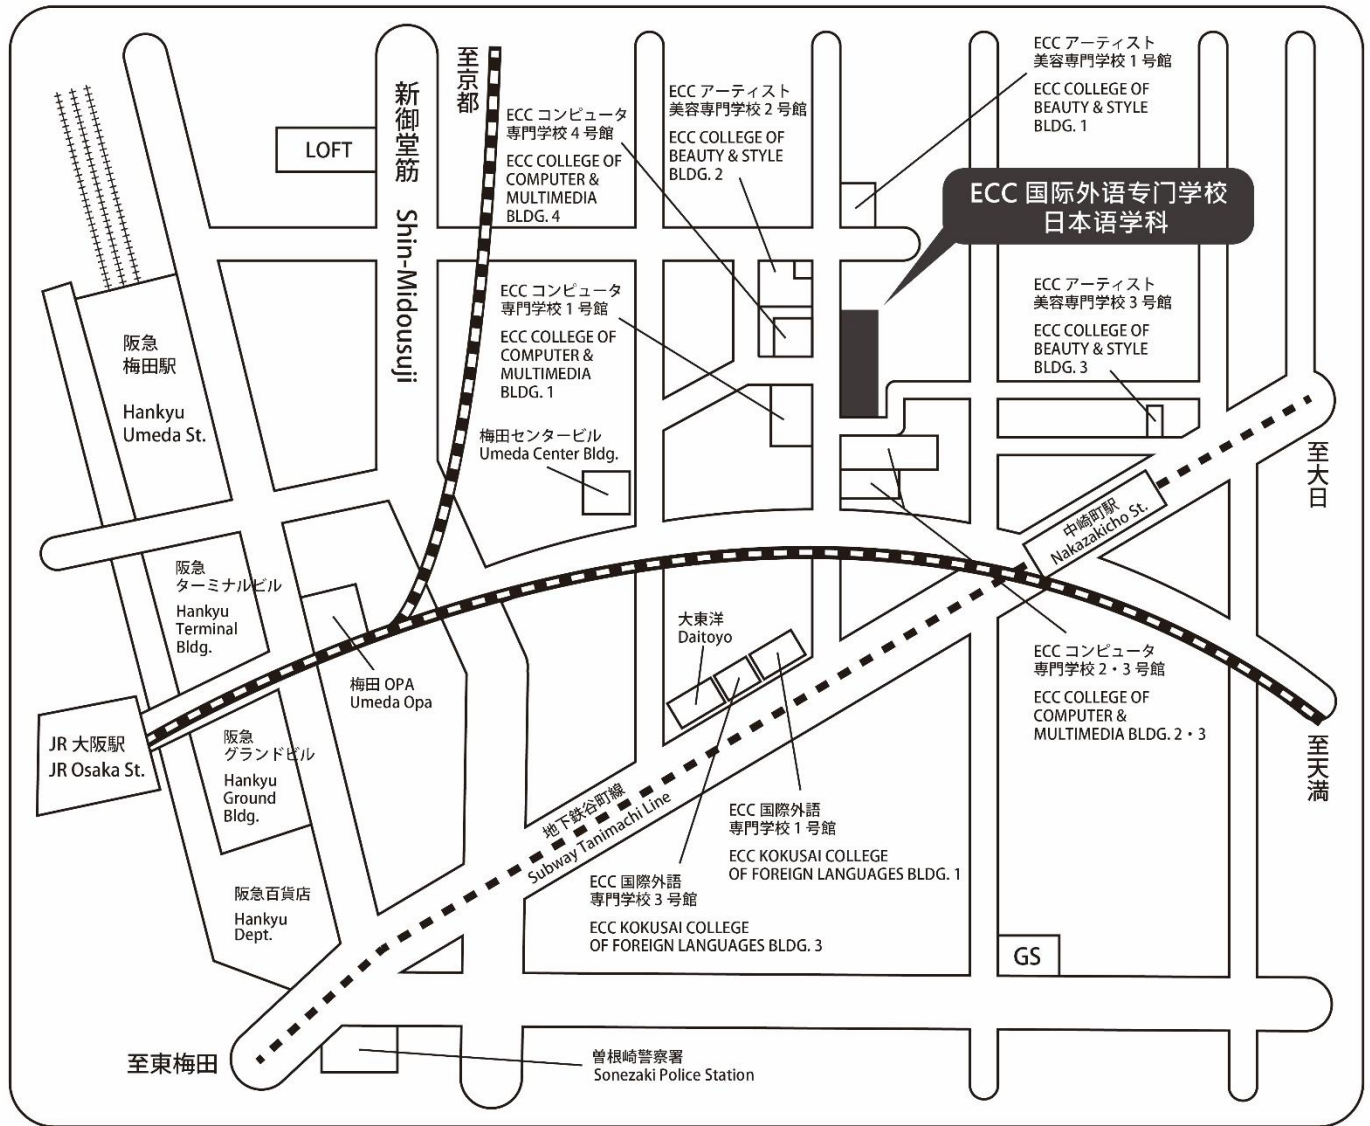 至京都
新御堂筋 Shin-Midousuji
LOFT
ECC コンピュータ
専門学校 4 号館
ECC COLLEGE OF
COMPUTER &
MULTIMEDIA
BLDG. 4
ECC アーティスト
美容専門学校 2 号館
ECC COLLEGE OF
BEAUTY & STYLE
BLDG. 2
ECC アーティスト
美容専門学校 1 号館
ECC COLLEGE OF
BEAUTY & STYLE
BLDG. 1
ECC 国际外语专门学校
日本语学科
ECC コンピュータ
専門学校 1 号館
ECC COLLEGE OF
COMPUTER &
MULTIMEDIA
BLDG. 1
ECC アーティスト
美容専門学校 3 号館
ECC COLLEGE OF
BEAUTY & STYLE
BLDG. 3
阪急
梅田駅
Hankyu
Umeda St.
梅田センタービル
Umeda Center Bldg.
至大日
中崎町駅
Nakazakicho St.
阪急
ターミナルビル
Hankyu
Terminal
Bldg.
大東洋
Daitoyo
梅田 OPA
Umeda Opa
ECC コンピュータ
専門学校 2・3 号館
ECC COLLEGE OF
COMPUTER &
MULTIMEDIA BLDG. 2・3
JR 大阪駅
JR Osaka St.
阪急
グランドビル
Hankyu
Ground
Bldg.
至天満
地下鉄谷町線
Subway Tanimachi Line
ECC 国際外語
専門学校 1 号館
ECC KOKUSAI COLLEGE
OF FOREIGN LANGUAGES BLDG. 1
ECC 国際外語
専門学校 3 号館
ECC KOKUSAI COLLEGE
OF FOREIGN LANGUAGES BLDG. 3
阪急百貨店
Hankyu
Dept.
GS
至東梅田
曽根崎警察署
Sonezaki Police Station